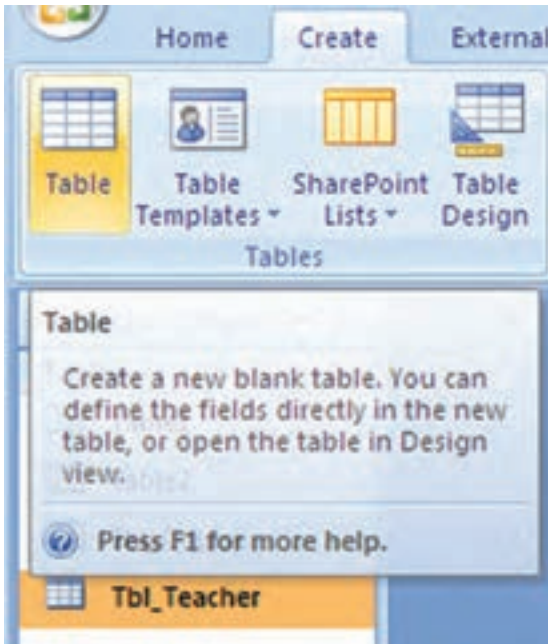 Home Create External
Table Table SharePoint Table
Templates Lists Design
Tables
Table
Create a new blank table. You can
define the fields directly in the new
table, or open the table in Design
view.
Press F1 for more help.
Tbl_Teacher